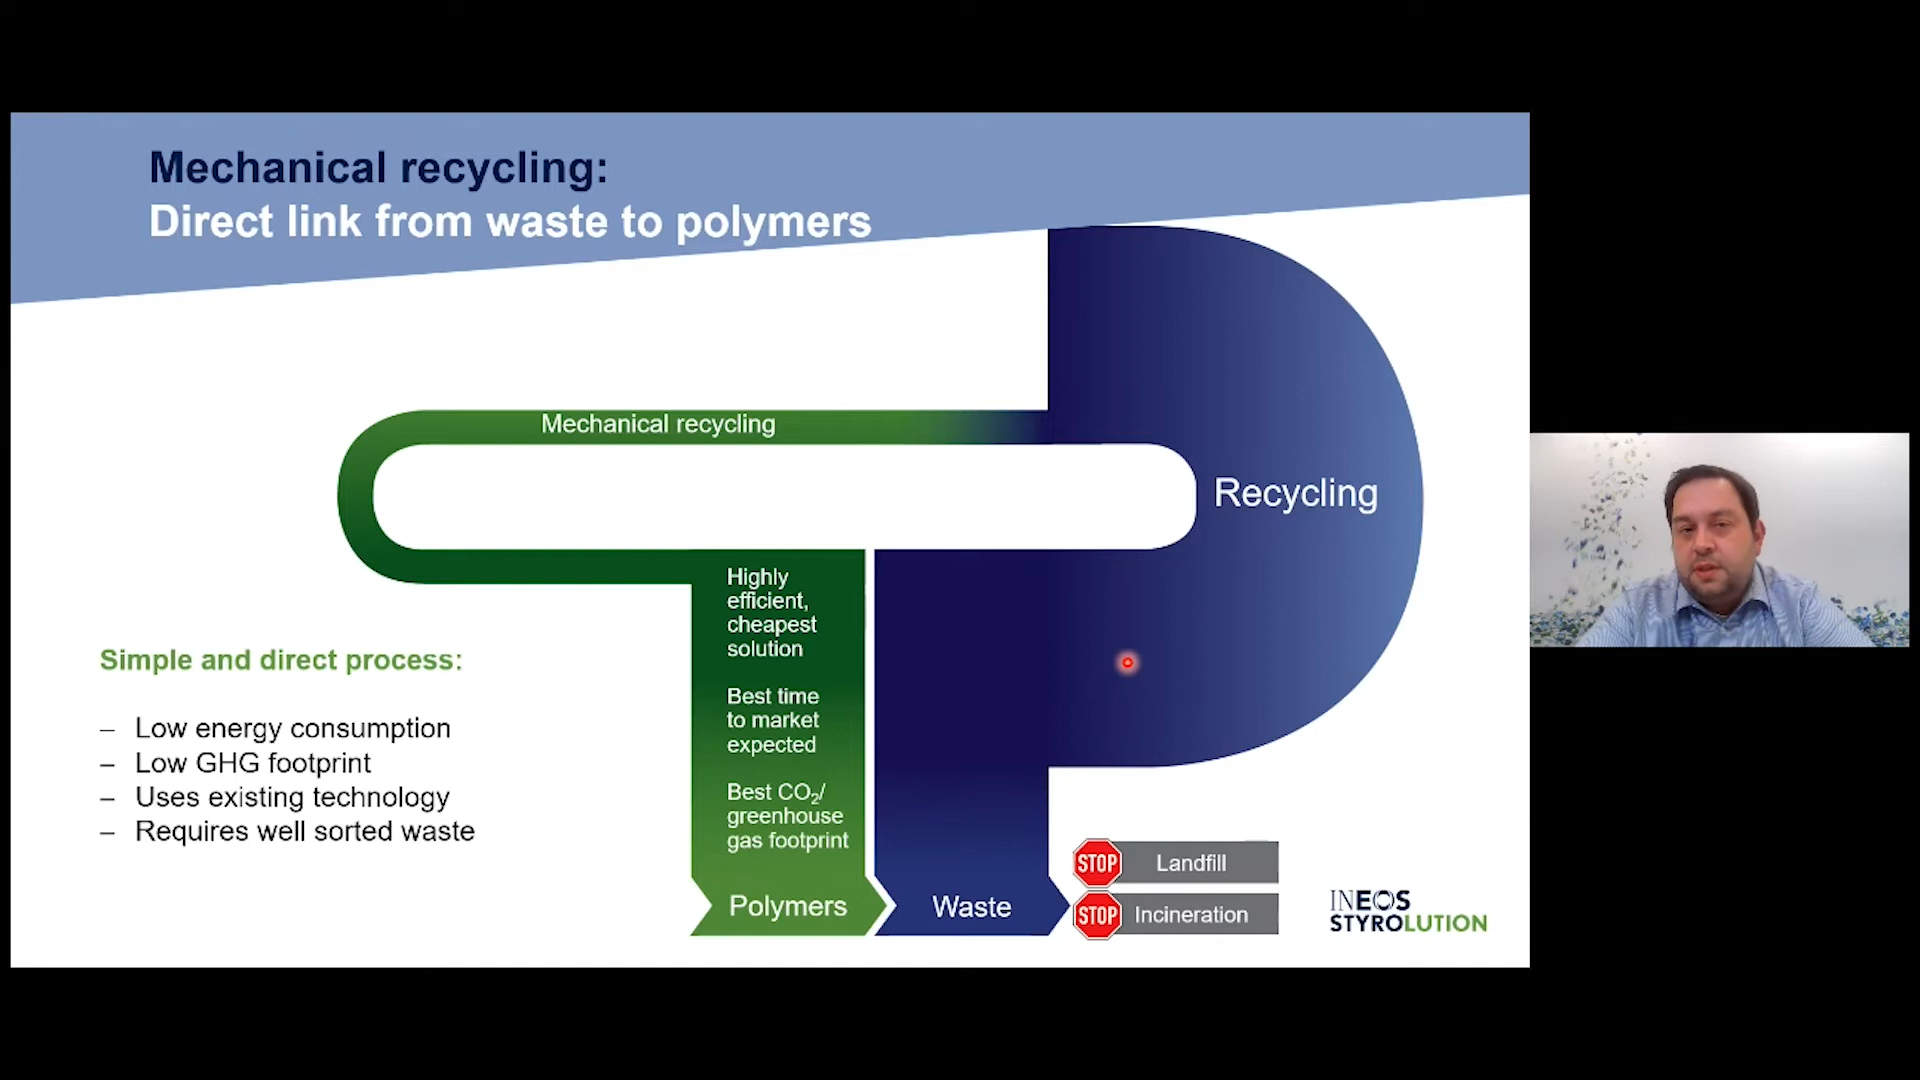 Mechanical recycling:
Direct link from waste to polymers
Mechanical recycling
Recycling
Highly
efficient,
cheapest
solution
Best time
to market
expected
Best CO₂/
greenhouse
gas footprint
Simple and direct process:
– Low energy consumption
– Low GHG footprint
– Uses existing technology
– Requires well sorted waste
Polymers
Waste
STOP Landfill
STOP Incineration
INEOS
STYROLUTION